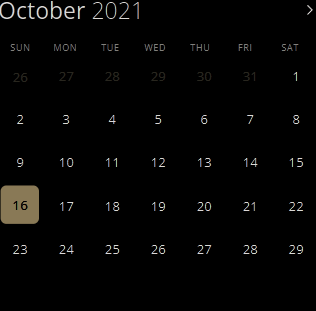 October 2021
SUN MON TUE WED THU FRI SAT
26 27 28 29 30 31 1
2 3 4 5 6 7 8
9 10 11 12 13 14 15
16 17 18 19 20 21 22
23 24 25 26 27 28 29